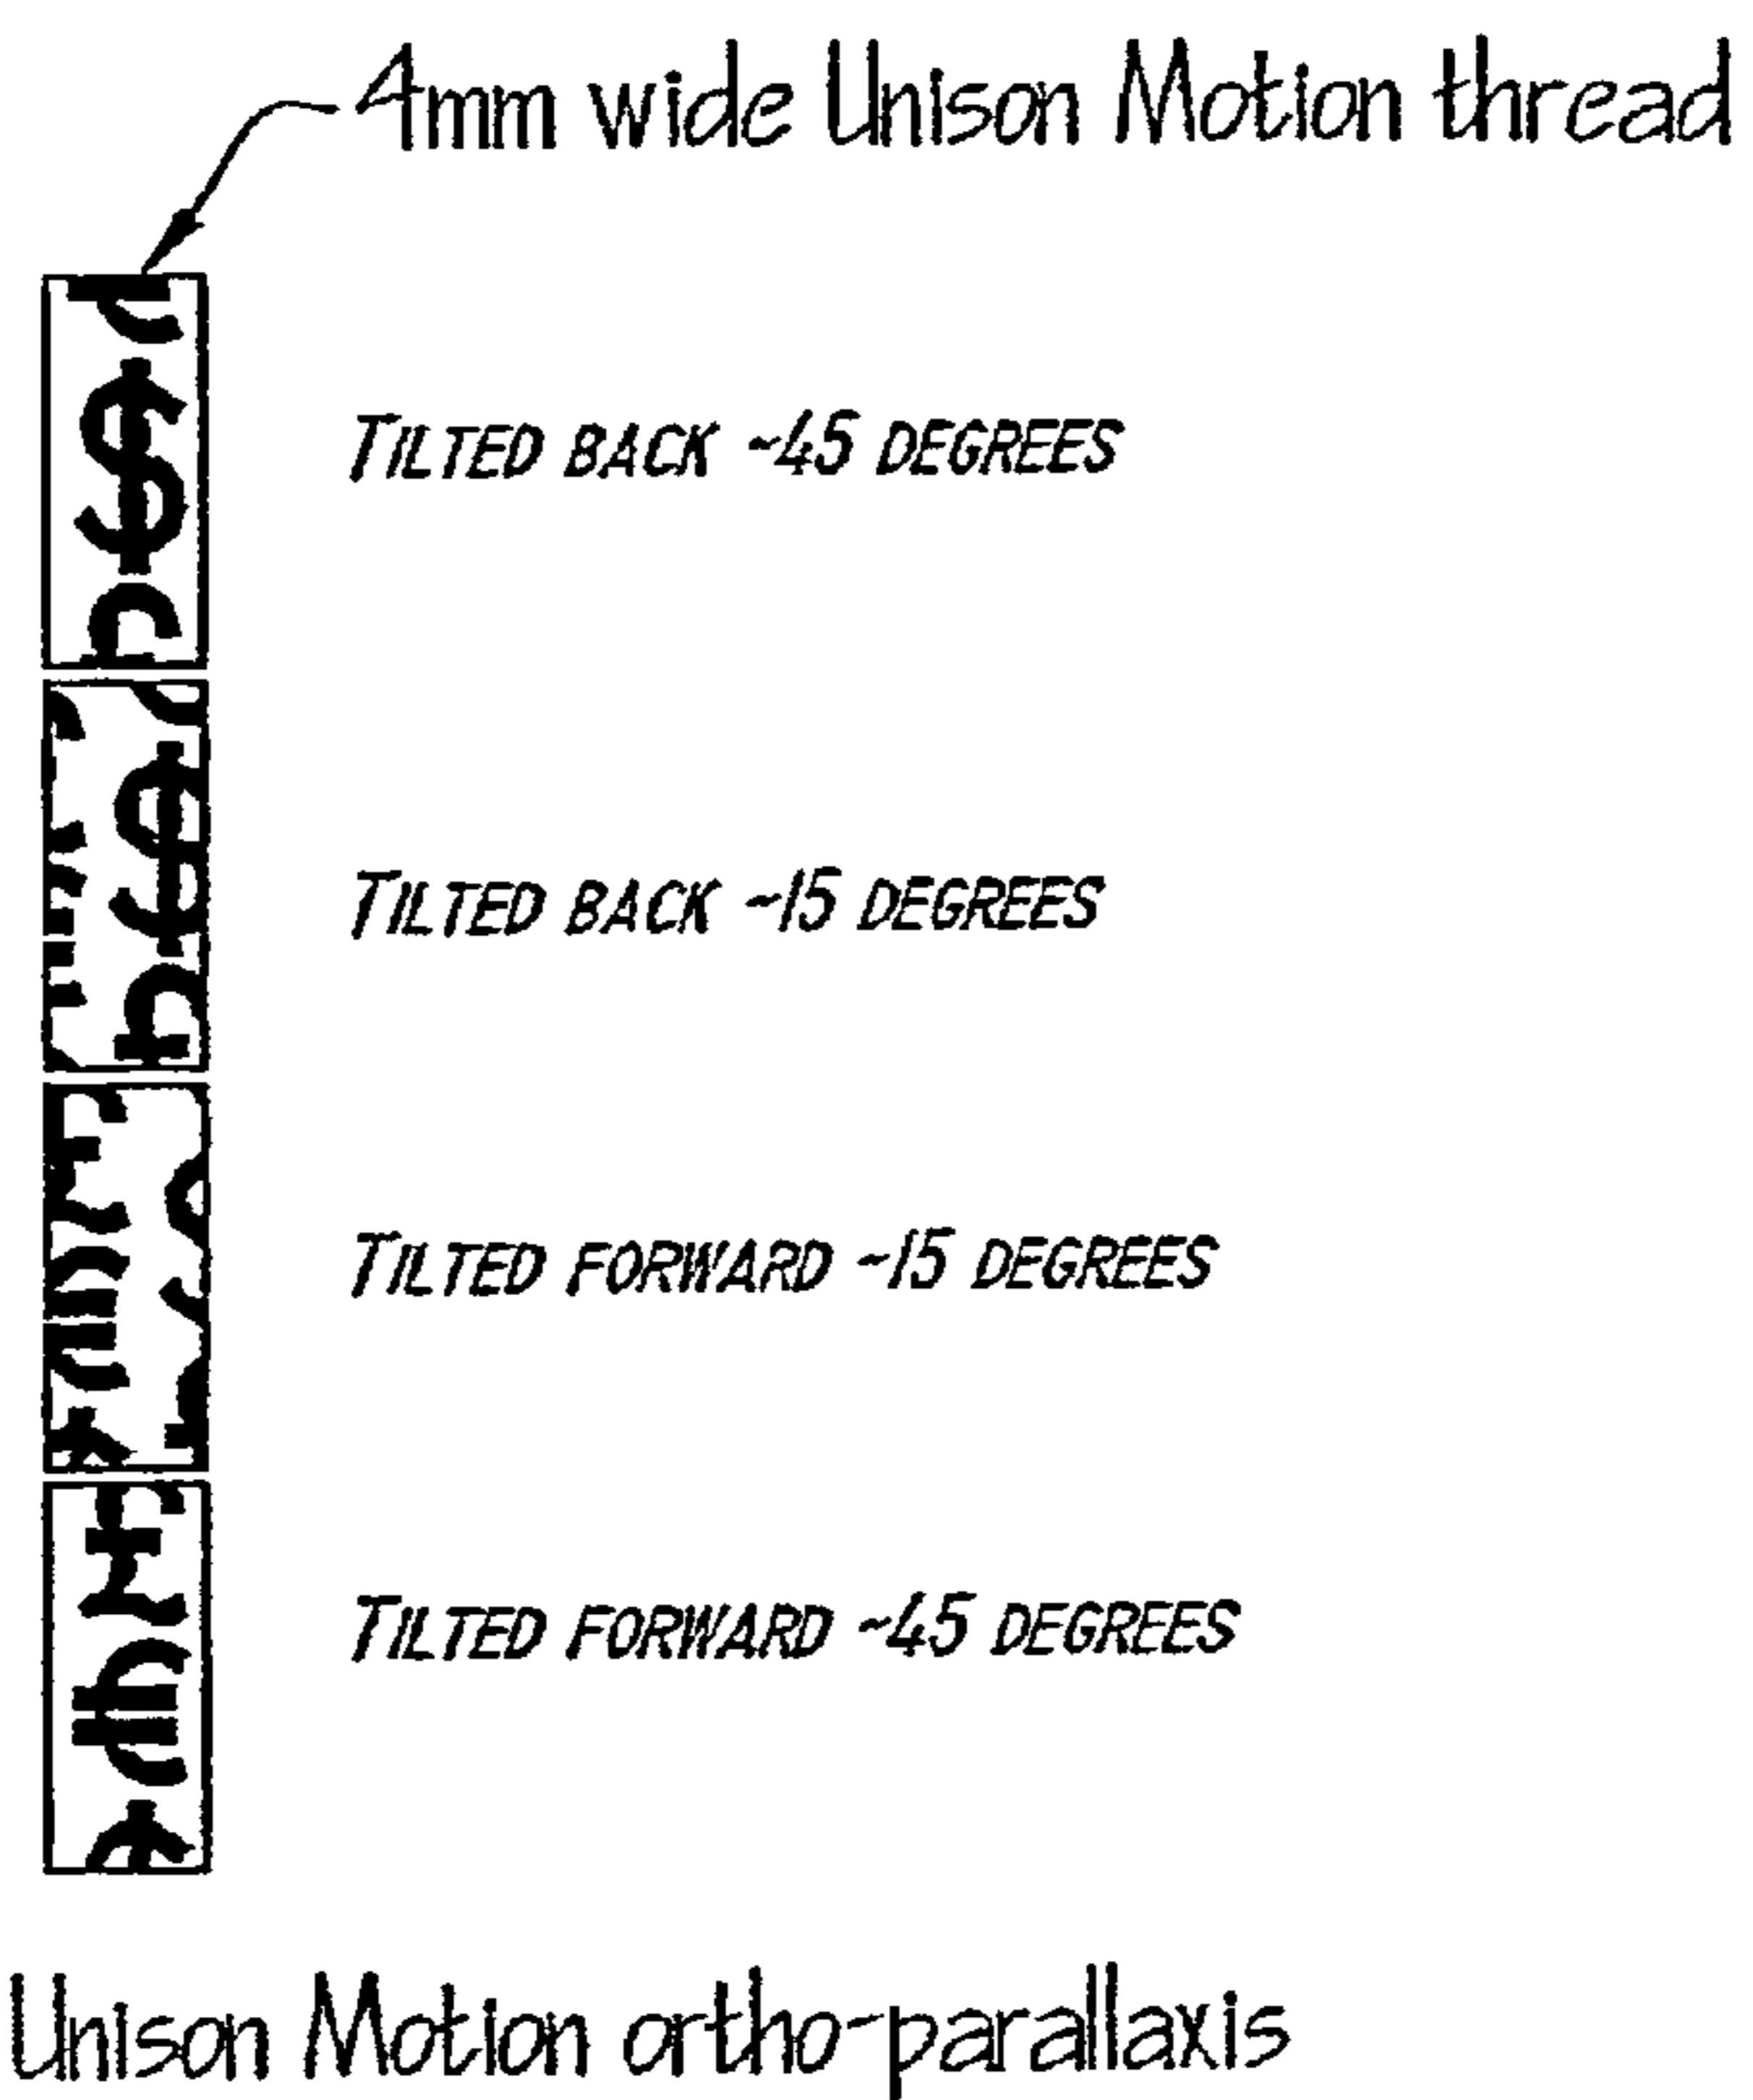 4mm wide Unison Motion thread
$
TILTED BACK ~45 DEGREES
$
TILTED BACK ~15 DEGREES
TILTED FORWARD ~15 DEGREES
£
€
TILTED FORWARD ~45 DEGREES
Unison Motion ortho-parallaxis